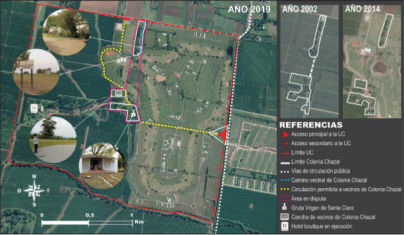 AÑO 2019
AÑO 2002
AÑO 2014
REFERENCIAS
Acceso principal a la UC
Acceso secundario a la UC
Límite UC
Límite Colonia Chazal
Vías de circulación pública
Camino vecinal de Colonia Chazal
Circulación permitida a vecinos de Colonia Chazal
Área en disputa
Gruta Virgen de Santa Clara
Cancha de vecinos de Colonia Chazal
H Hotel boutique en ejecución
H
N
0 0,5 1
Km